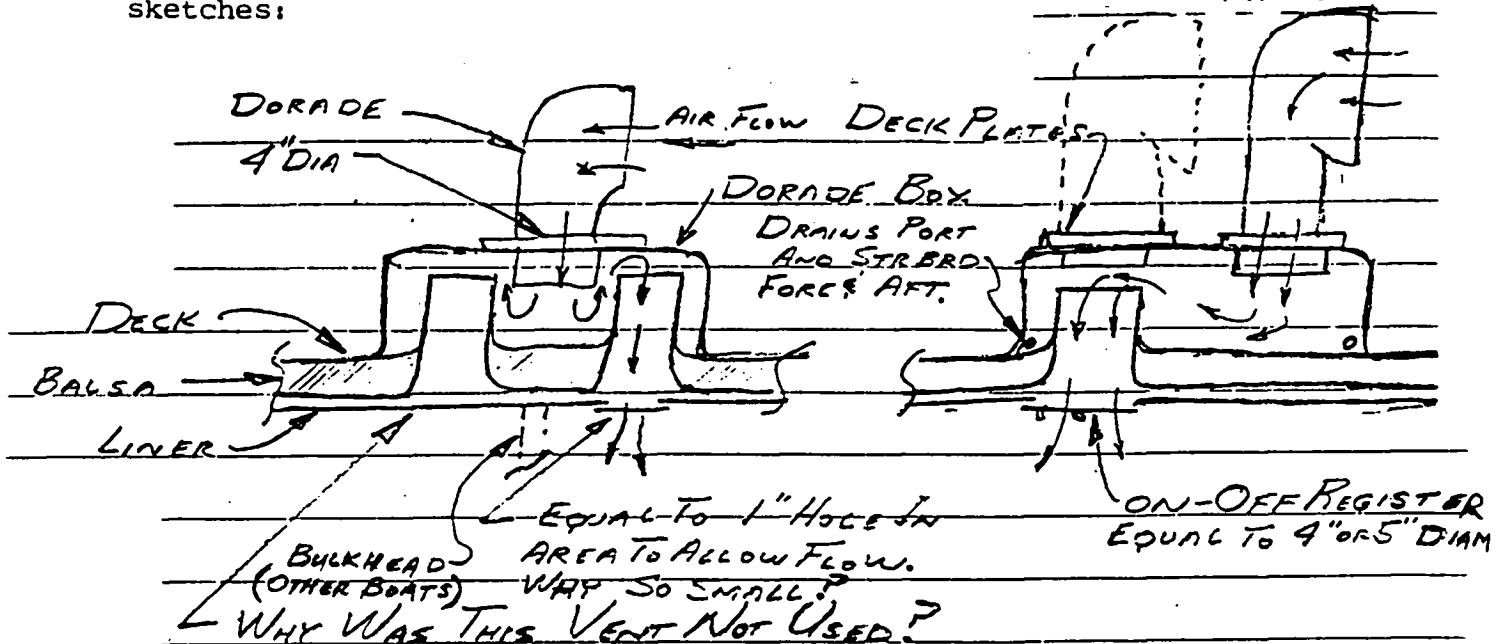 sketches:
DORADE
4" DIA
AIR FLOW
DECK PLATES
DORADE BOX.
DRAINS PORT
AND STRBRD
FORE & AFT.
DECK
BALSA
LINER
BULKHEAD
(OTHER BOATS)
EQUAL TO 1" HOLE IN
AREA TO ALLOW FLOW.
WHY SO SMALL?
WHY WAS THIS VENT NOT USED?
ON-OFF REGISTER
EQUAL TO 4" OR 5" DIAM